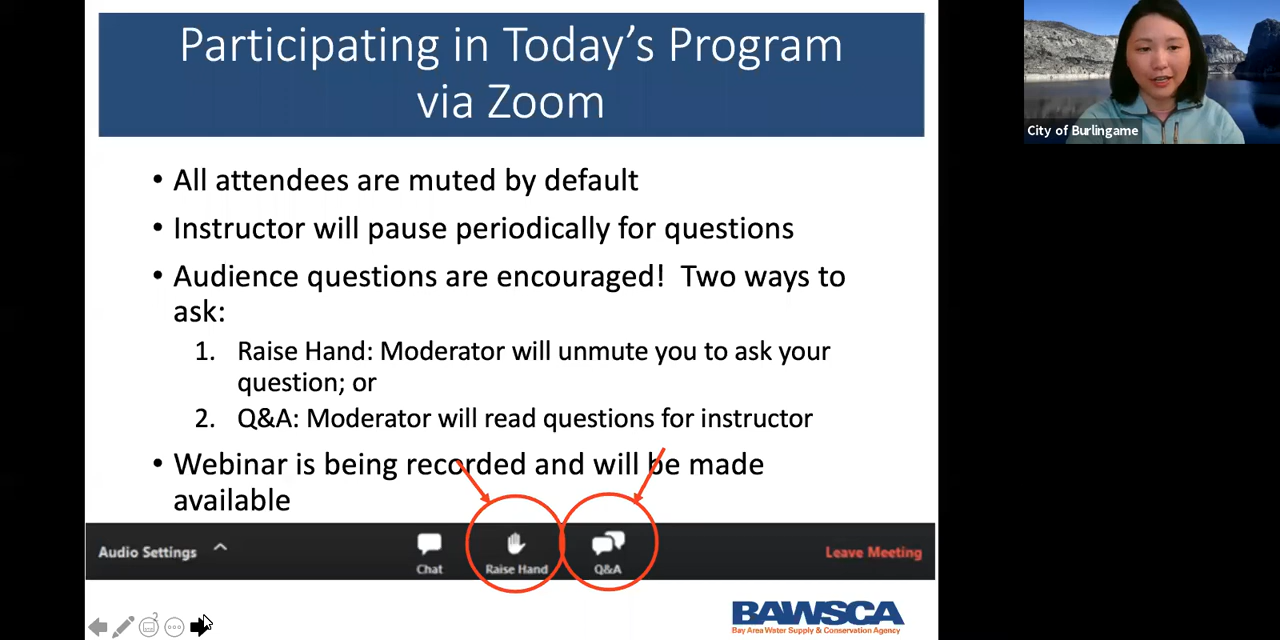 Participating in Today's Program
via Zoom
City of Burlingame
• All attendees are muted by default
• Instructor will pause periodically for questions
• Audience questions are encouraged!  Two ways to
ask:
1. Raise Hand: Moderator will unmute you to ask your
question; or
2. Q&A: Moderator will read questions for instructor
• Webinar is being recorded and will be made
available
Audio Settings
Chat
Raise Hand
Q&A
Leave Meeting
BAWSCA
Bay Area Water Supply & Conservation Agency